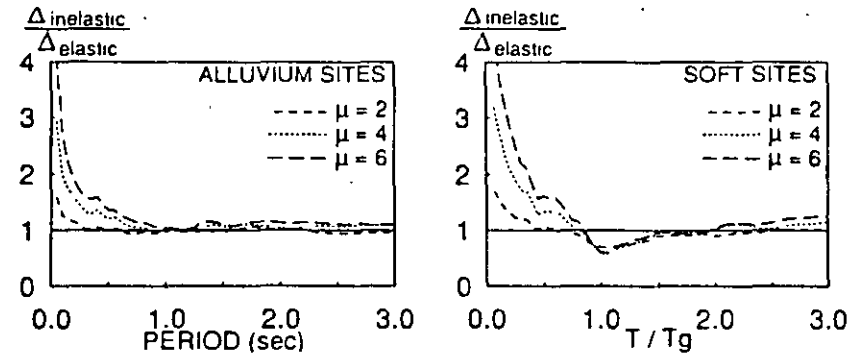 Δ inelastic
Δ elastic
ALLUVIUM SITES
μ = 2
μ = 4
μ = 6
4
3
2
1
0
0.0 1.0 2.0 3.0
PERIOD (sec)
Δ inelastic
Δ elastic
SOFT SITES
μ = 2
μ = 4
μ = 6
4
3
2
1
0
0.0 1.0 2.0 3.0
T / Tg